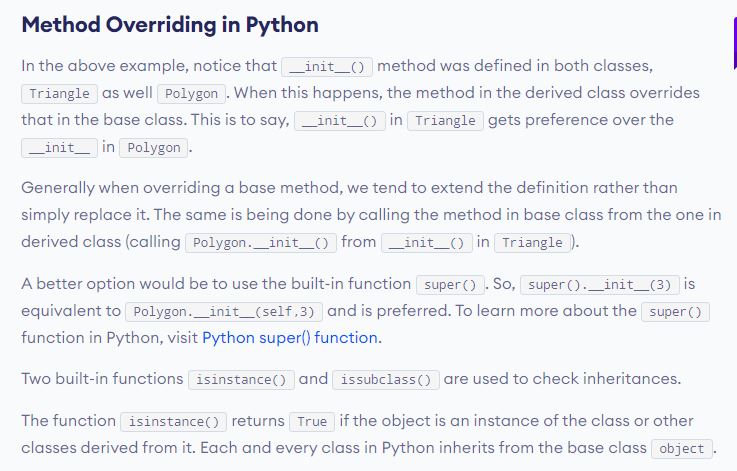 Method Overriding in Python
In the above example, notice that __init__() method was defined in both classes,
Triangle as well Polygon . When this happens, the method in the derived class overrides
that in the base class. This is to say, __init__() in Triangle gets preference over the
__init__ in Polygon .
Generally when overriding a base method, we tend to extend the definition rather than
simply replace it. The same is being done by calling the method in base class from the one in
derived class (calling Polygon.__init__() from __init__() in Triangle ).
A better option would be to use the built-in function super() . So, super().__init__(3) is
equivalent to Polygon.__init__(self,3) and is preferred. To learn more about the super()
function in Python, visit Python super() function.
Two built-in functions isinstance() and issubclass() are used to check inheritances.
The function isinstance() returns True if the object is an instance of the class or other
classes derived from it. Each and every class in Python inherits from the base class object .